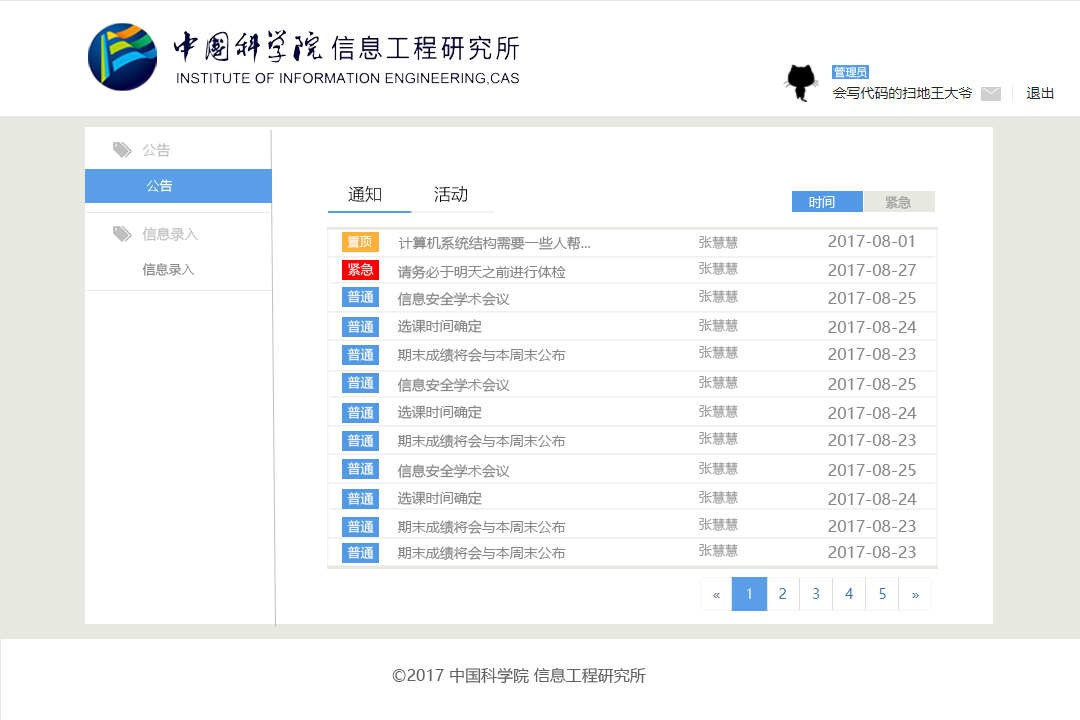 中国科学院 信息工程研究所
INSTITUTE OF INFORMATION ENGINEERING,CAS
管理员
会写代码的扫地王大爷 退出
公告
公告
信息录入
信息录入
通知 活动 时间 紧急
置顶 计算机系统结构需要一些人帮... 张慧慧 2017-08-01
紧急 请务必于明天之前进行体检 张慧慧 2017-08-27
普通 信息安全学术会议 张慧慧 2017-08-25
普通 选课时间确定 张慧慧 2017-08-24
普通 期末成绩将会与本周末公布 张慧慧 2017-08-23
普通 信息安全学术会议 张慧慧 2017-08-25
普通 选课时间确定 张慧慧 2017-08-24
普通 期末成绩将会与本周末公布 张慧慧 2017-08-23
普通 信息安全学术会议 张慧慧 2017-08-25
普通 选课时间确定 张慧慧 2017-08-24
普通 期末成绩将会与本周末公布 张慧慧 2017-08-23
普通 期末成绩将会与本周末公布 张慧慧 2017-08-23
« 1 2 3 4 5 »
©2017 中国科学院 信息工程研究所